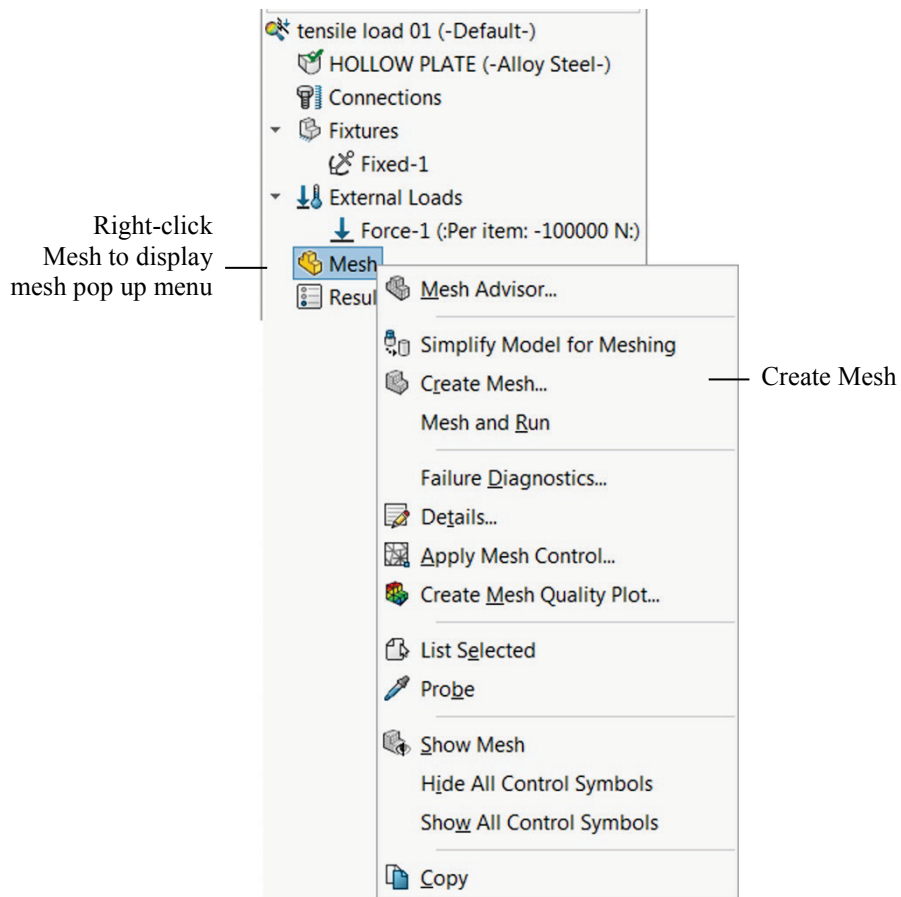 tensile load 01 (-Default-)
HOLLOW PLATE (-Alloy Steel-)
Connections
Fixtures
Fixed-1
External Loads
Force-1 (:Per item: -100000 N:)
Mesh
Resul
Right-click
Mesh to display
mesh pop up menu
Mesh Advisor...
Simplify Model for Meshing
Create Mesh...
Mesh and Run
Failure Diagnostics...
Details...
Apply Mesh Control...
Create Mesh Quality Plot...
List Selected
Probe
Show Mesh
Hide All Control Symbols
Show All Control Symbols
Copy
Create Mesh